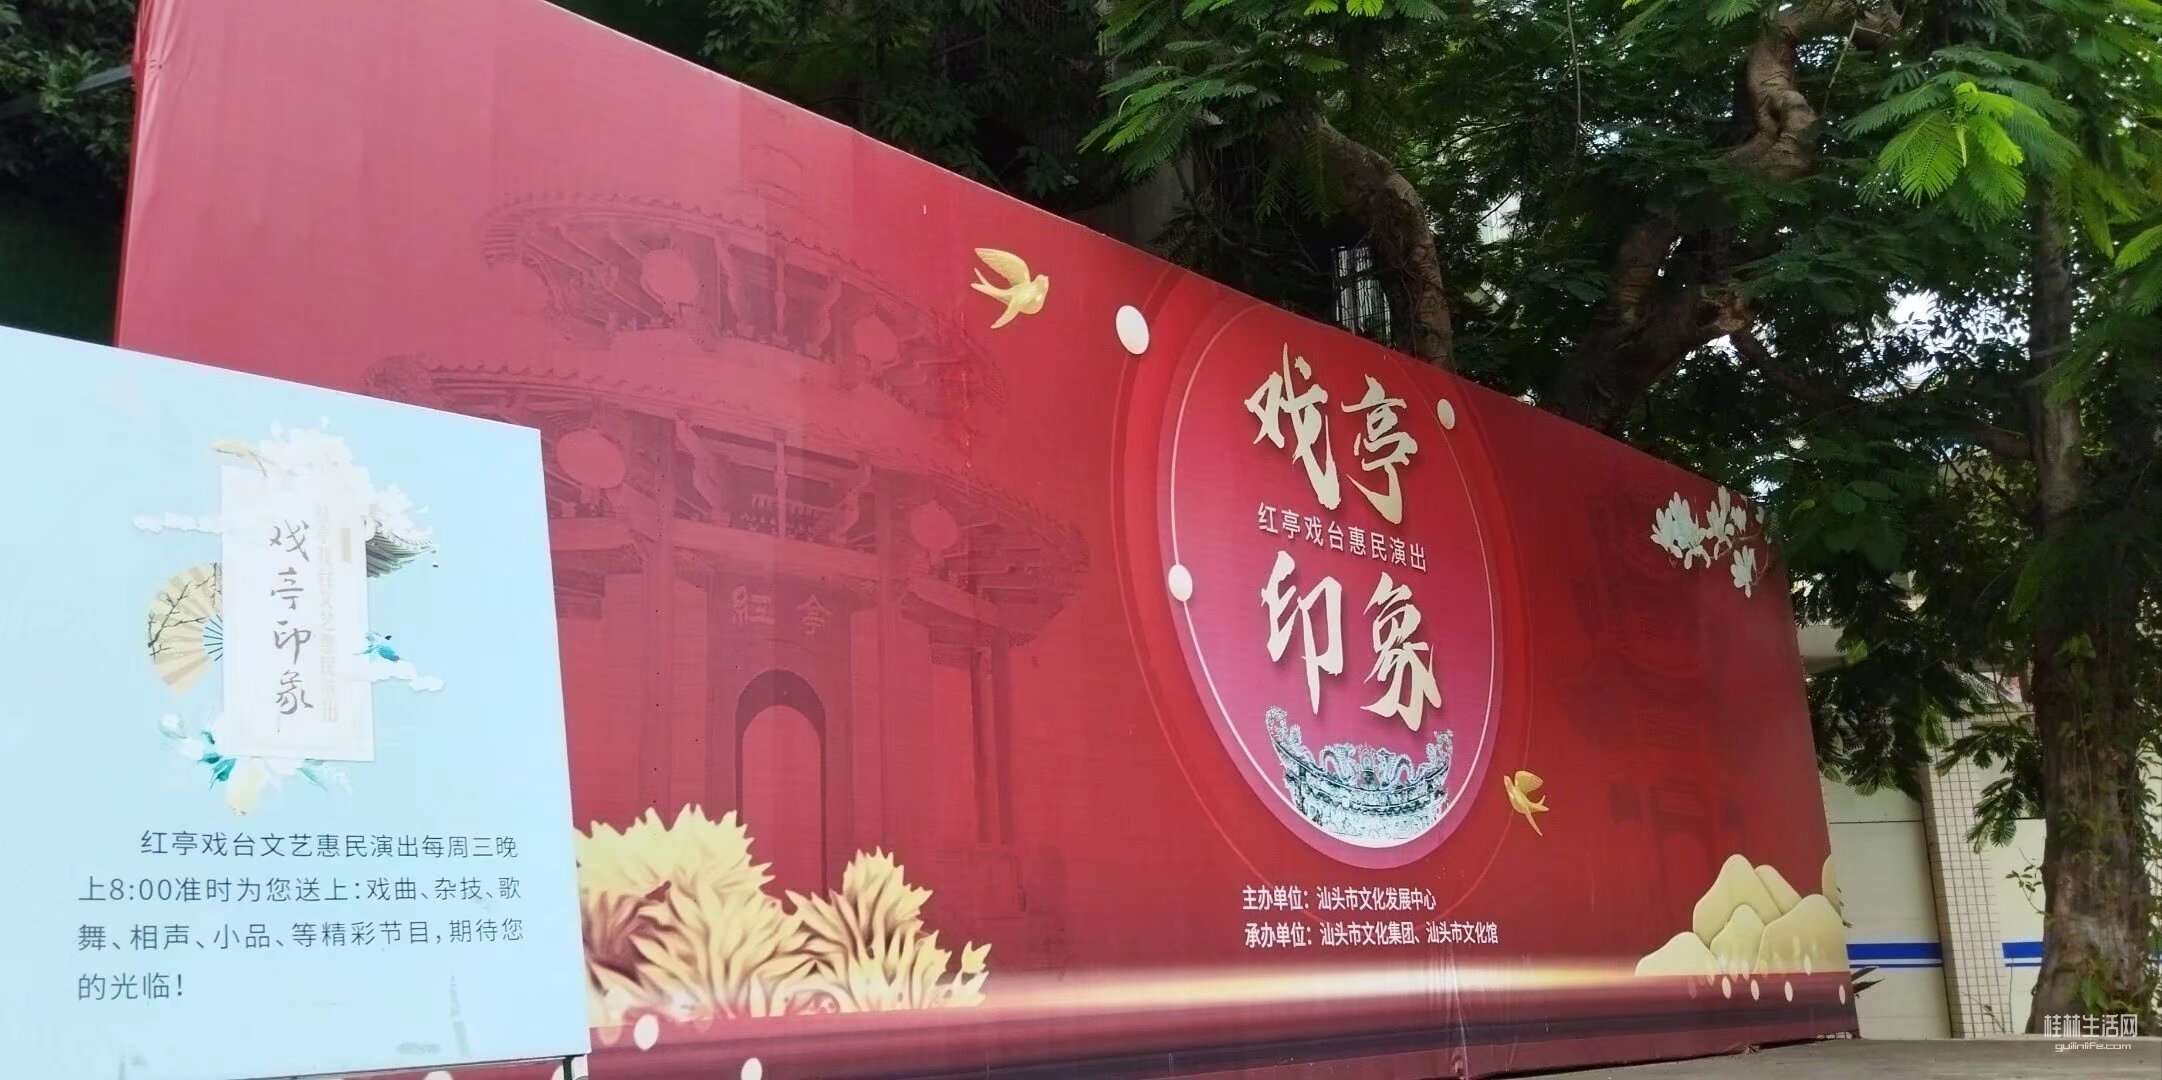 戏亭
红亭戏台惠民演出
印象
主办单位：汕头市文化发展中心
承办单位：汕头市文化集团、汕头市文化馆
红亭
戏亭印象
红亭戏台文艺惠民演出每周三晚
上8:00准时为您送上：戏曲、杂技、歌
舞、相声、小品、等精彩节目，期待您
的光临！
桂林生活网
guilinlife.com